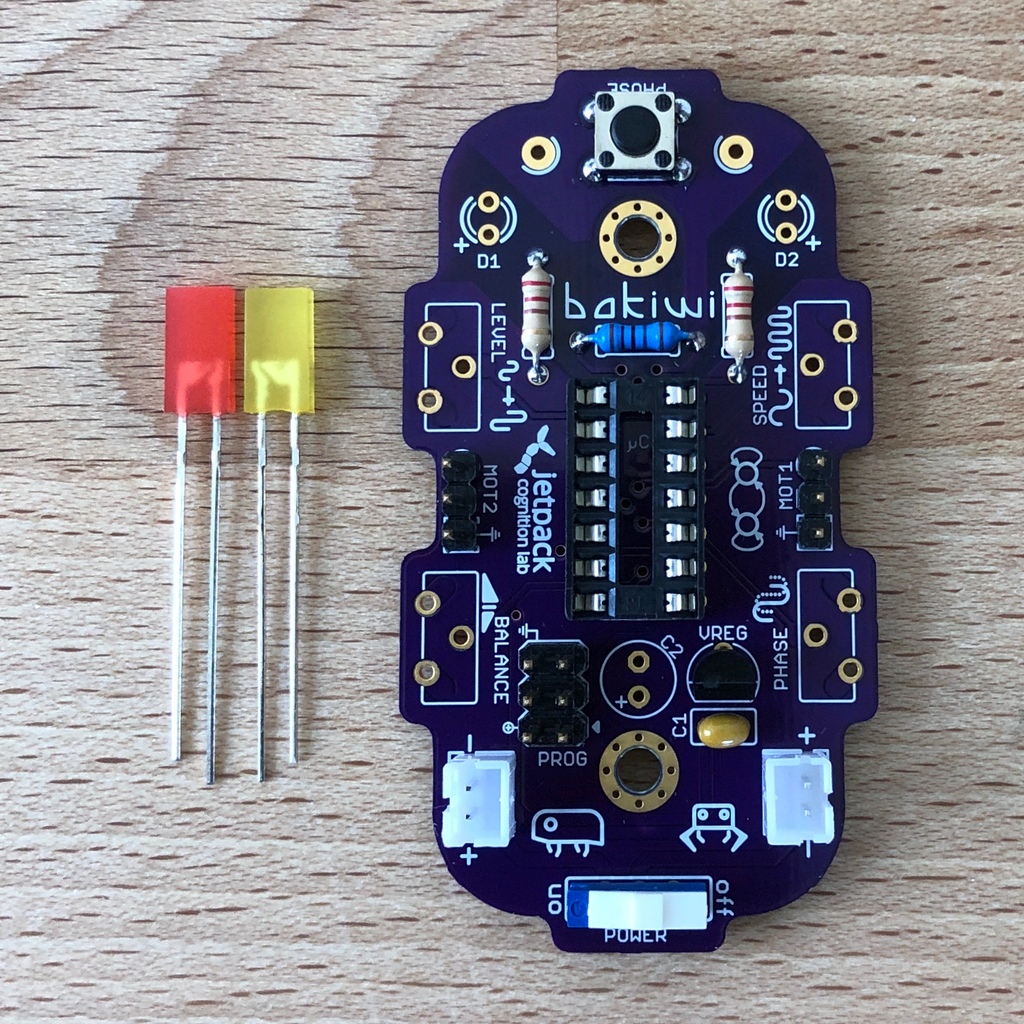 PAUSE
D1
D2
bakiwi
LEVEL
SPEED
µC
MOT2
MOT1
jetpack
cognition lab
BALANCE
PHASE
VREG
C2
C1
PROG
on
off
POWER